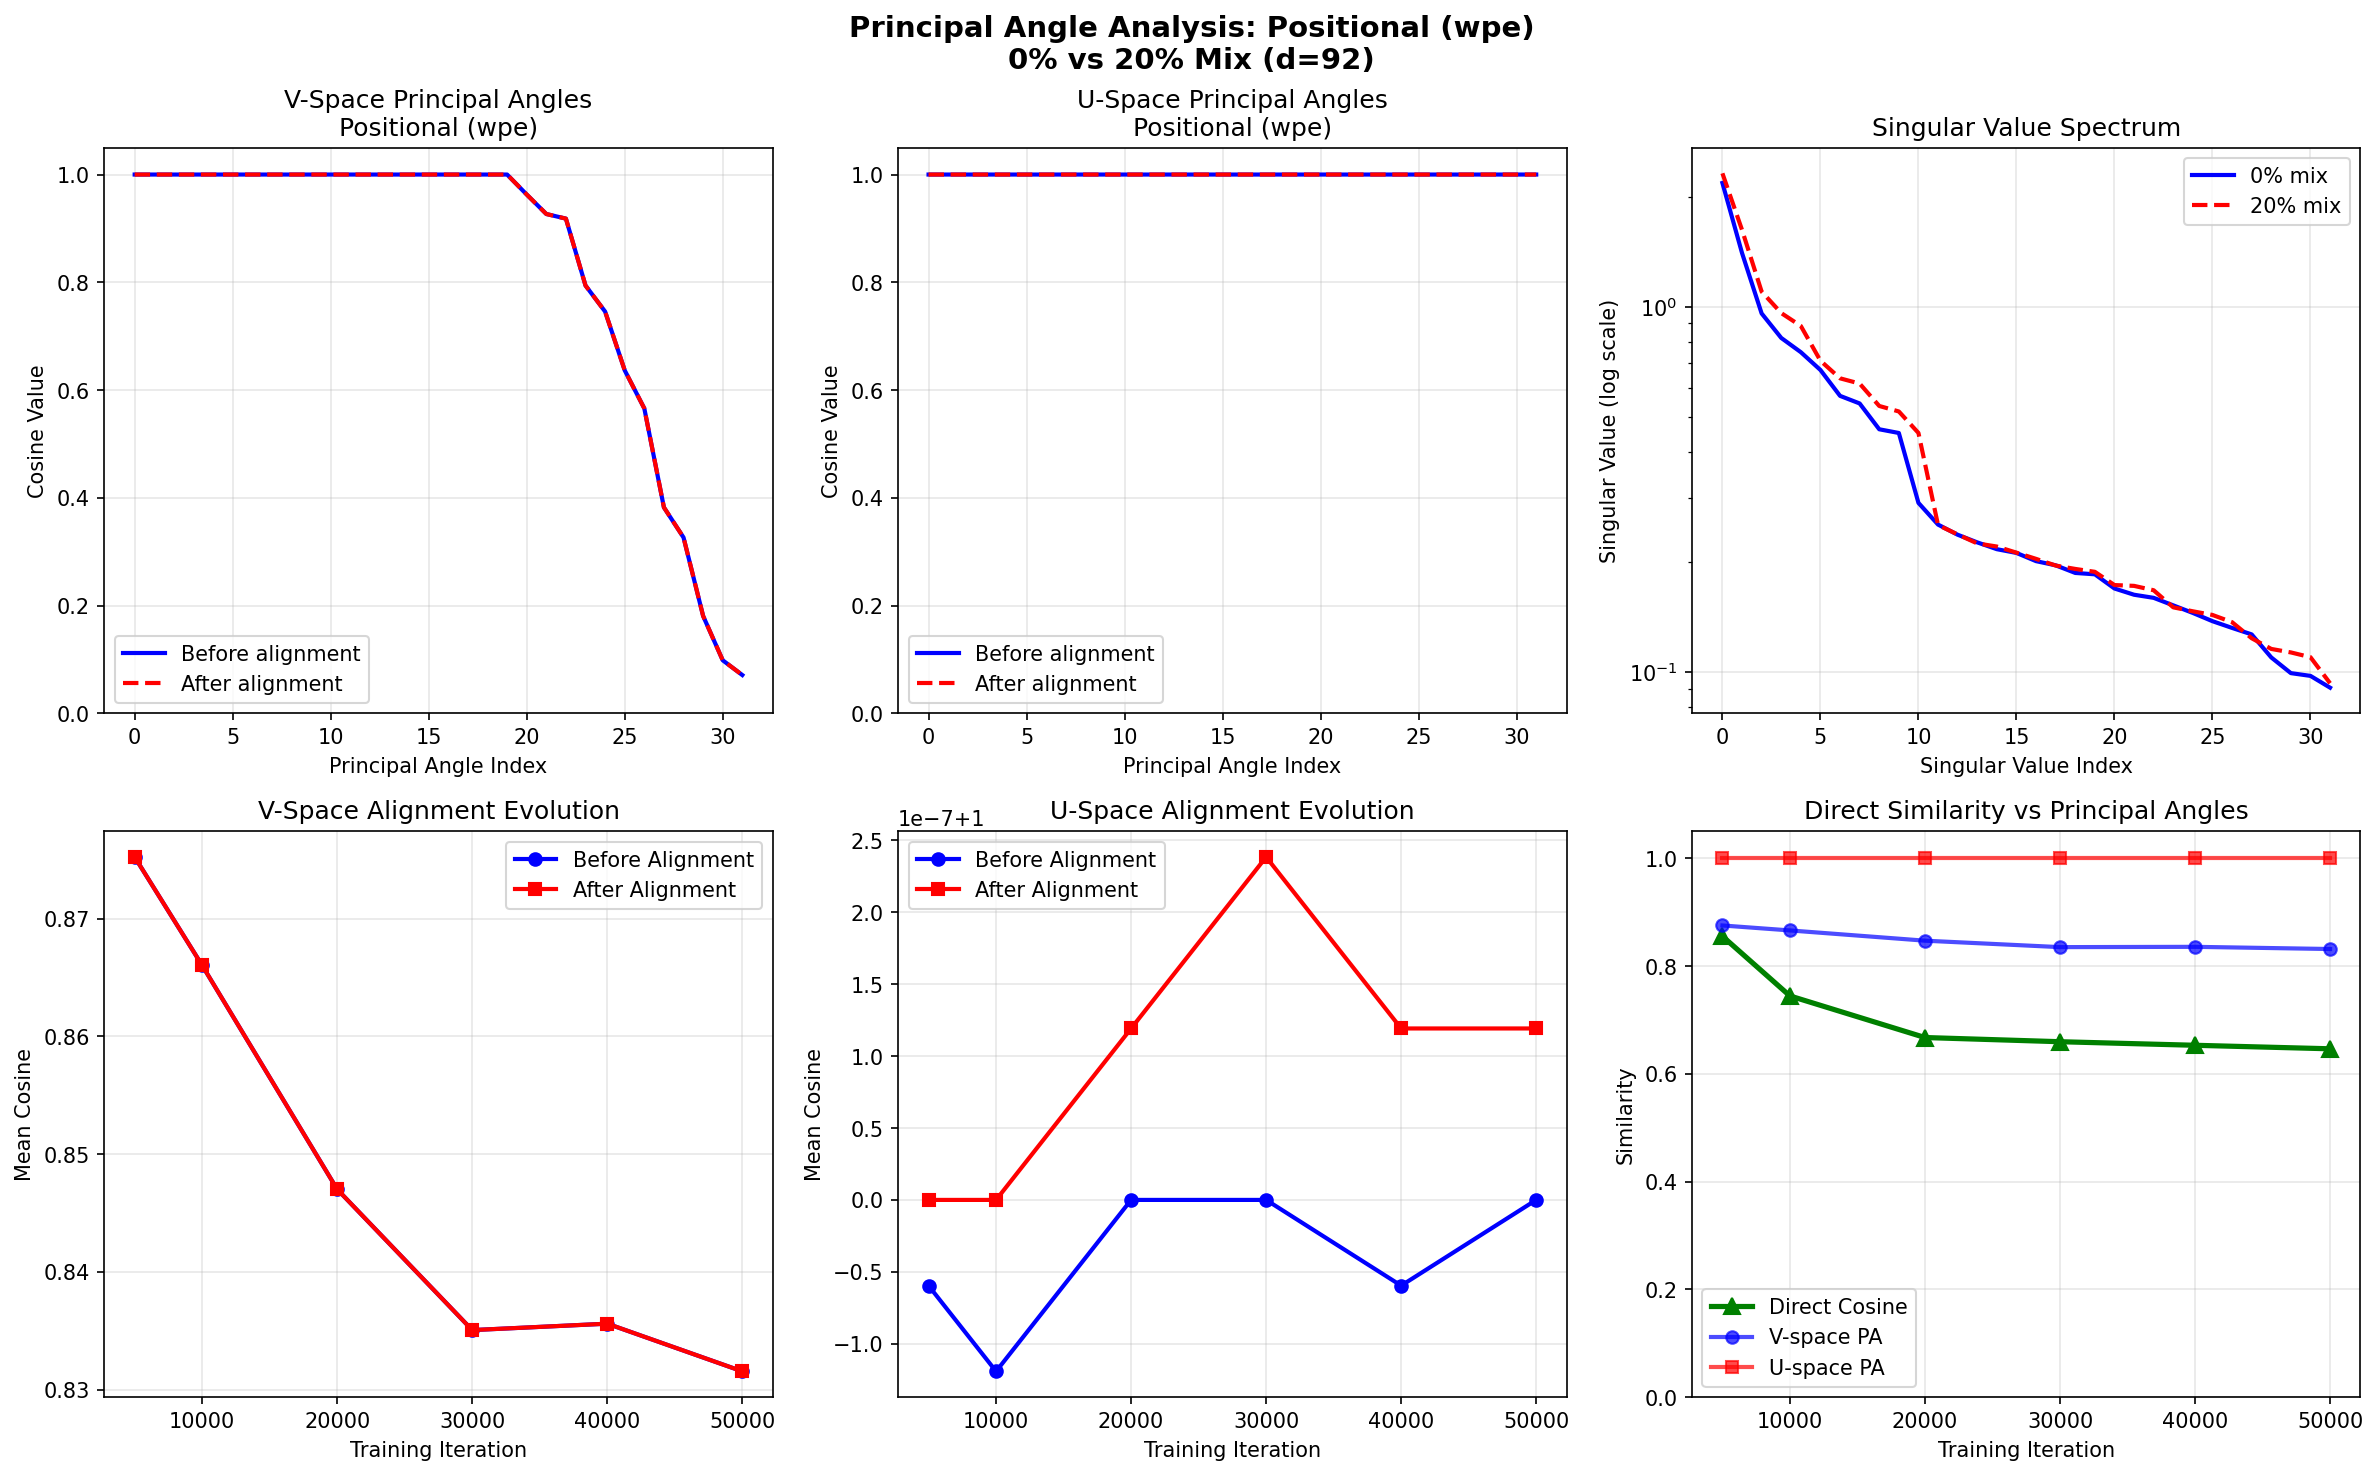 Principal Angle Analysis: Positional (wpe)
0% vs 20% Mix (d=92)
V-Space Principal Angles
Positional (wpe)
1.0
0.8
0.6
0.4
0.2
0.0
Cosine Value
Before alignment
After alignment
0 5 10 15 20 25 30
Principal Angle Index
U-Space Principal Angles
Positional (wpe)
1.0
0.8
0.6
0.4
0.2
0.0
Cosine Value
Before alignment
After alignment
0 5 10 15 20 25 30
Principal Angle Index
Singular Value Spectrum
0% mix
20% mix
10⁰
10⁻¹
Singular Value (log scale)
0 5 10 15 20 25 30
Singular Value Index
V-Space Alignment Evolution
Before Alignment
After Alignment
0.87
0.86
0.85
0.84
0.83
Mean Cosine
10000 20000 30000 40000 50000
Training Iteration
U-Space Alignment Evolution
1e−7+1
Before Alignment
After Alignment
2.5
2.0
1.5
1.0
0.5
0.0
−0.5
−1.0
Mean Cosine
10000 20000 30000 40000 50000
Training Iteration
Direct Similarity vs Principal Angles
1.0
0.8
0.6
0.4
0.2
0.0
Similarity
Direct Cosine
V-space PA
U-space PA
10000 20000 30000 40000 50000
Training Iteration